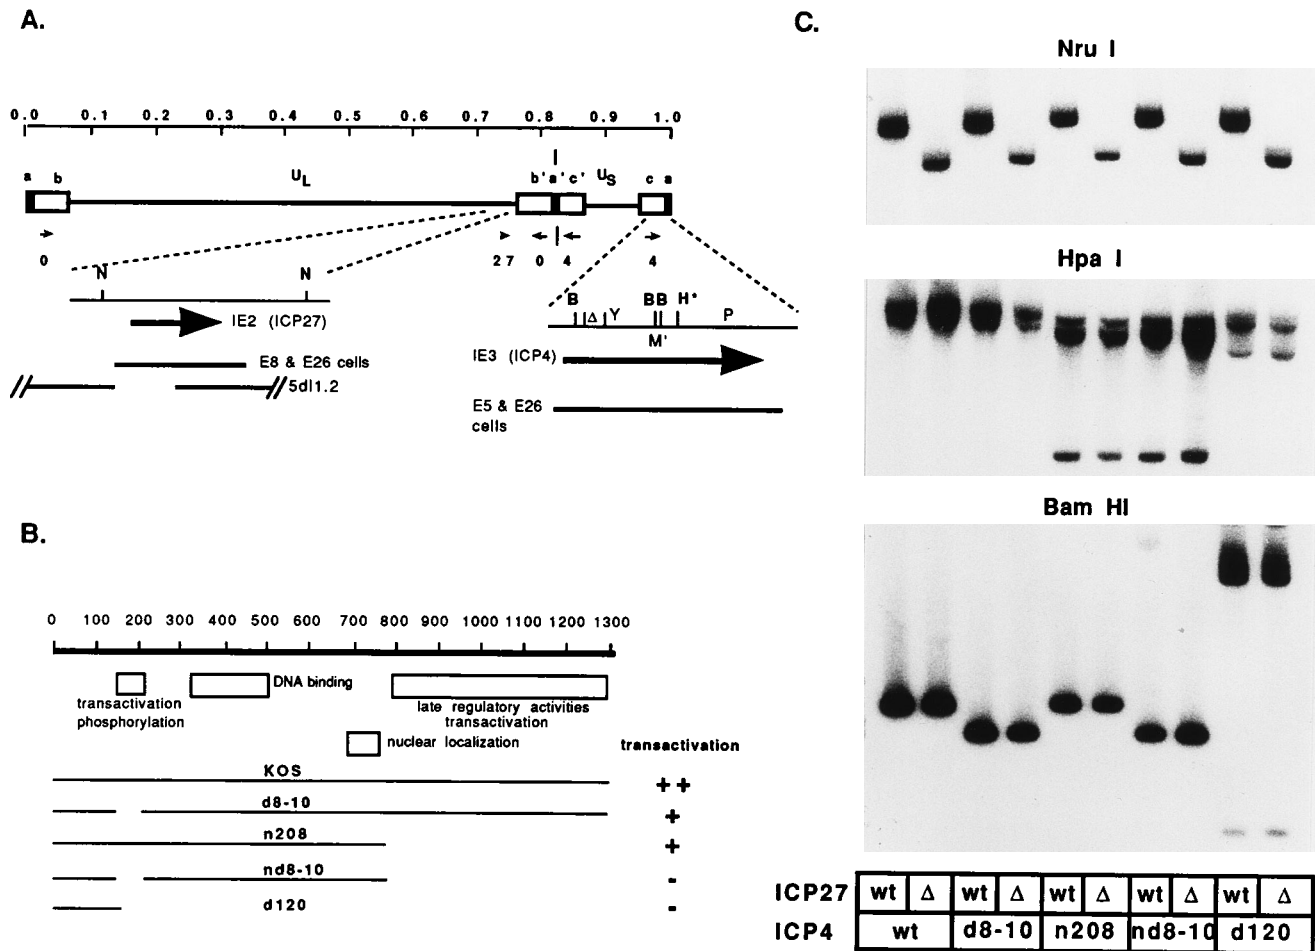 A.
0.0 0.1 0.2 0.3 0.4 0.5 0.6 0.7 0.8 0.9 1.0
a b UL b' a' c' US c a
0 27 0 4 4
N N
IE2 (ICP27)
E8 & E26 cells
5dl1.2
B Δ Y BB H* P
M'
IE3 (ICP4)
E5 & E26
cells
B.
0 100 200 300 400 500 600 700 800 900 1000 1100 1200 1300
transactivation
phosphorylation
DNA binding
late regulatory activities
transactivation
nuclear localization
transactivation
KOS
++
d8-10
+
n208
+
nd8-10
-
d120
-
C.
Nru I
Hpa I
Bam HI
ICP27 wt Δ wt Δ wt Δ wt Δ wt Δ
ICP4 wt d8-10 n208 nd8-10 d120